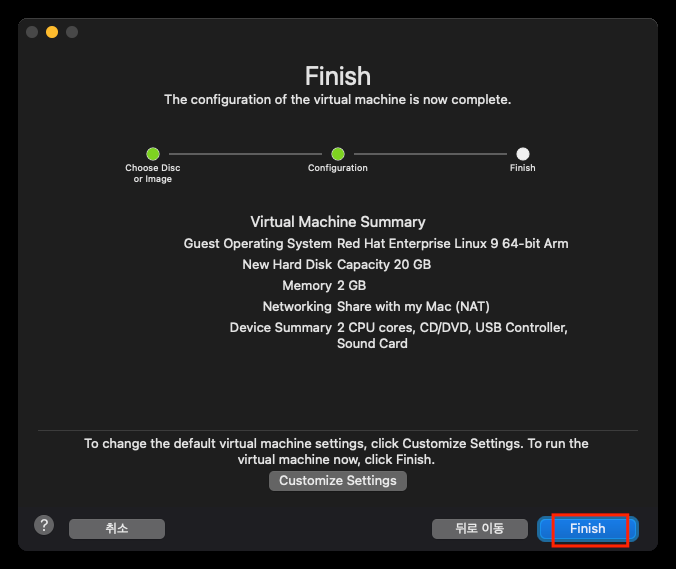 Finish
The configuration of the virtual machine is now complete.
Choose Disc
or Image
Configuration
Finish
Virtual Machine Summary
Guest Operating System Red Hat Enterprise Linux 9 64-bit Arm
New Hard Disk Capacity 20 GB
Memory 2 GB
Networking Share with my Mac (NAT)
Device Summary 2 CPU cores, CD/DVD, USB Controller,
Sound Card
To change the default virtual machine settings, click Customize Settings. To run the
virtual machine now, click Finish.
Customize Settings
? 취소 뒤로 이동 Finish